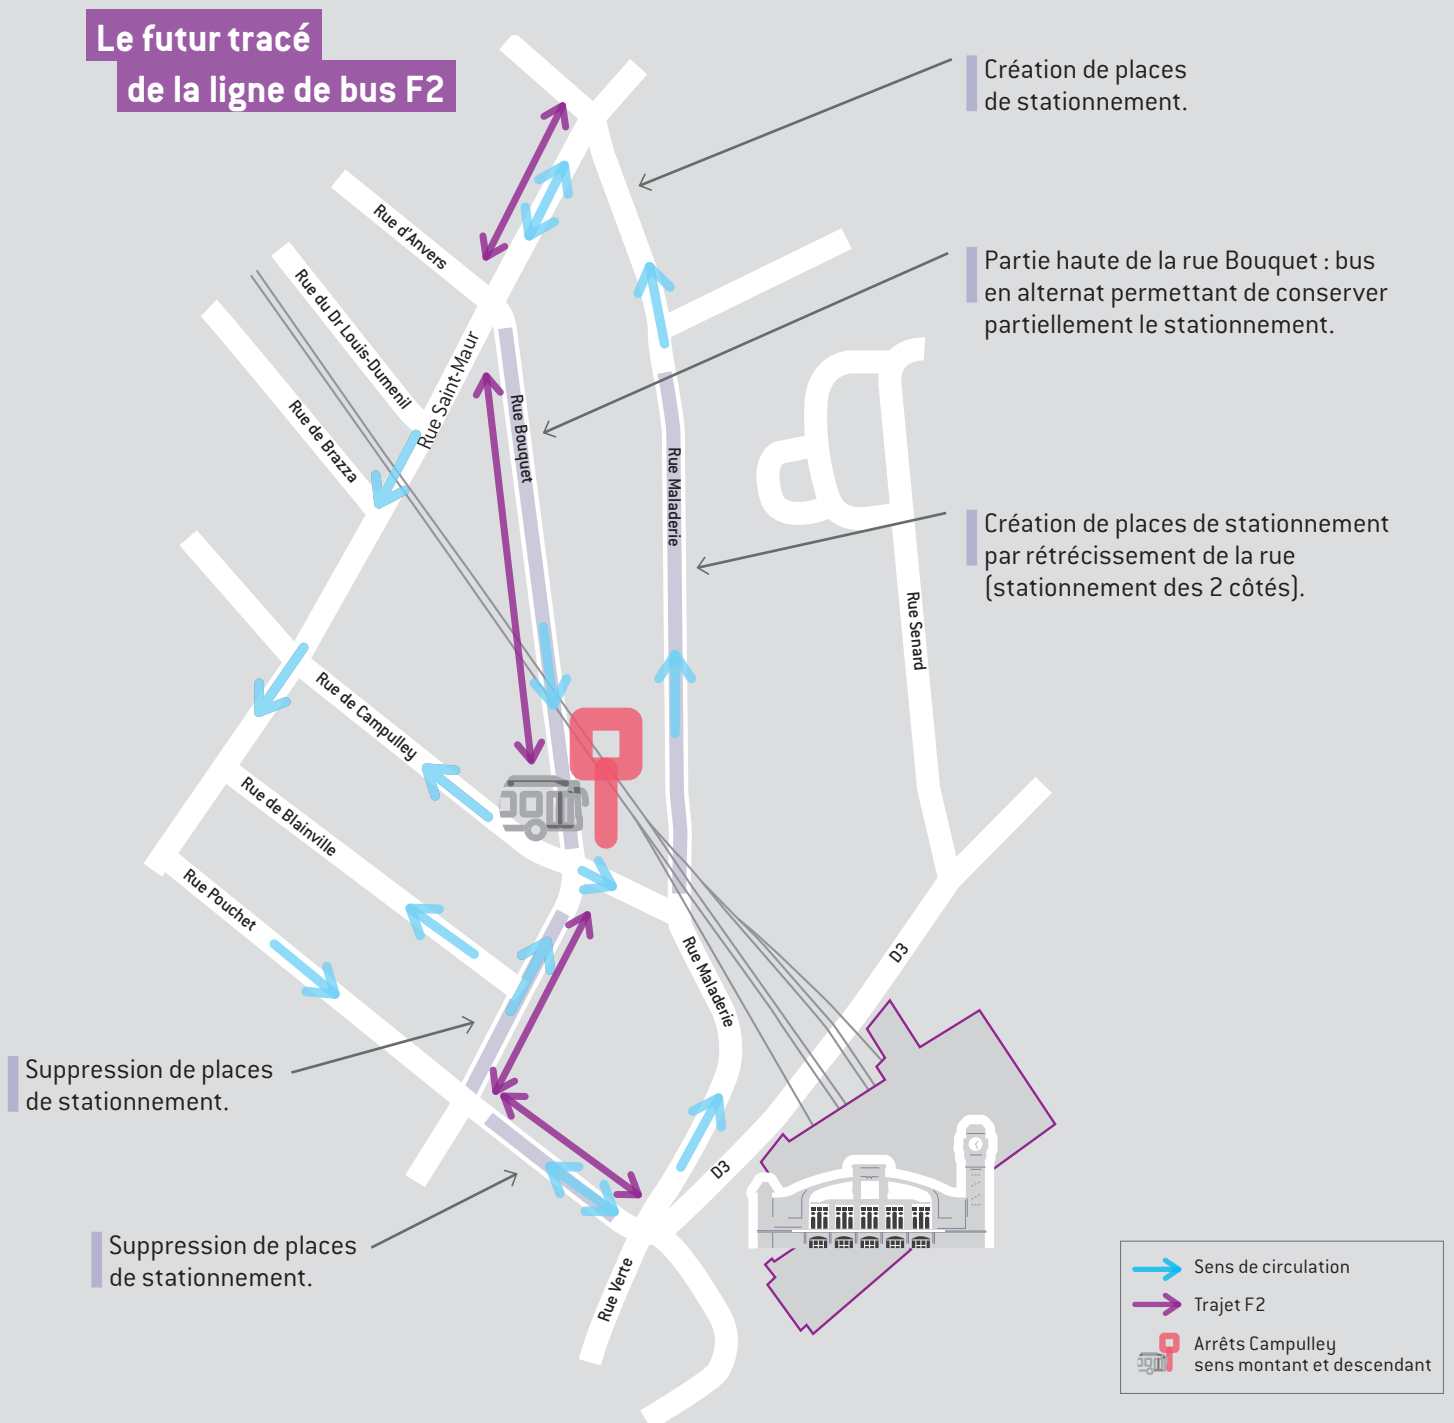 Le futur tracé
de la ligne de bus F2
Création de places
de stationnement.
Rue d'Anvers
Rue du Dr Louis-Dumenil
Rue de Brazza
Rue Saint-Maur
Rue Bouquet
Partie haute de la rue Bouquet : bus
en alternat permettant de conserver
partiellement le stationnement.
Rue Maladerie
Création de places de stationnement
par rétrécissement de la rue
(stationnement des 2 côtés).
Rue Senard
Rue de Campulley
Rue de Blainville
Rue Pouchet
Rue Maladerie
D3
Suppression de places
de stationnement.
D3
Suppression de places
de stationnement.
Rue Verte
Sens de circulation
Trajet F2
Arrêts Campulley
sens montant et descendant